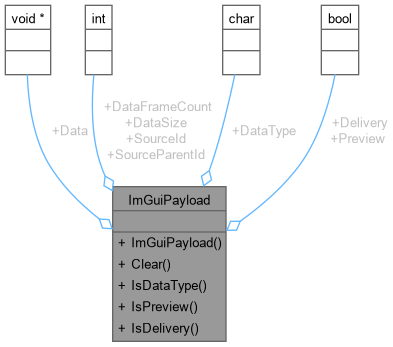 void *
int
char
bool
+Data
+DataFrameCount
+DataSize
+SourceId
+SourceParentId
+DataType
+Delivery
+Preview
ImGuiPayload
+ ImGuiPayload()
+ Clear()
+ IsDataType()
+ IsPreview()
+ IsDelivery()